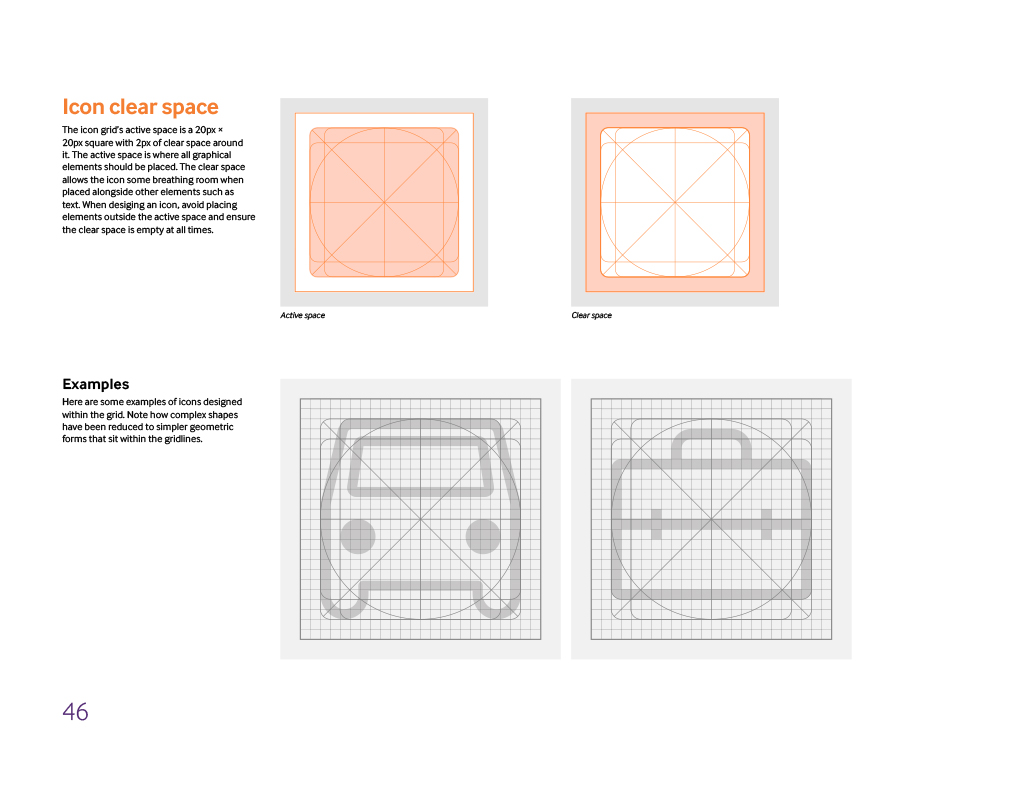 Icon clear space
The icon grid's active space is a 20px ×
20px square with 2px of clear space around
it. The active space is where all graphical
elements should be placed. The clear space
allows the icon some breathing room when
placed alongside other elements such as
text. When desiging an icon, avoid placing
elements outside the active space and ensure
the clear space is empty at all times.
Active space
Clear space
Examples
Here are some examples of icons designed
within the grid. Note how complex shapes
have been reduced to simpler geometric
forms that sit within the gridlines.
46